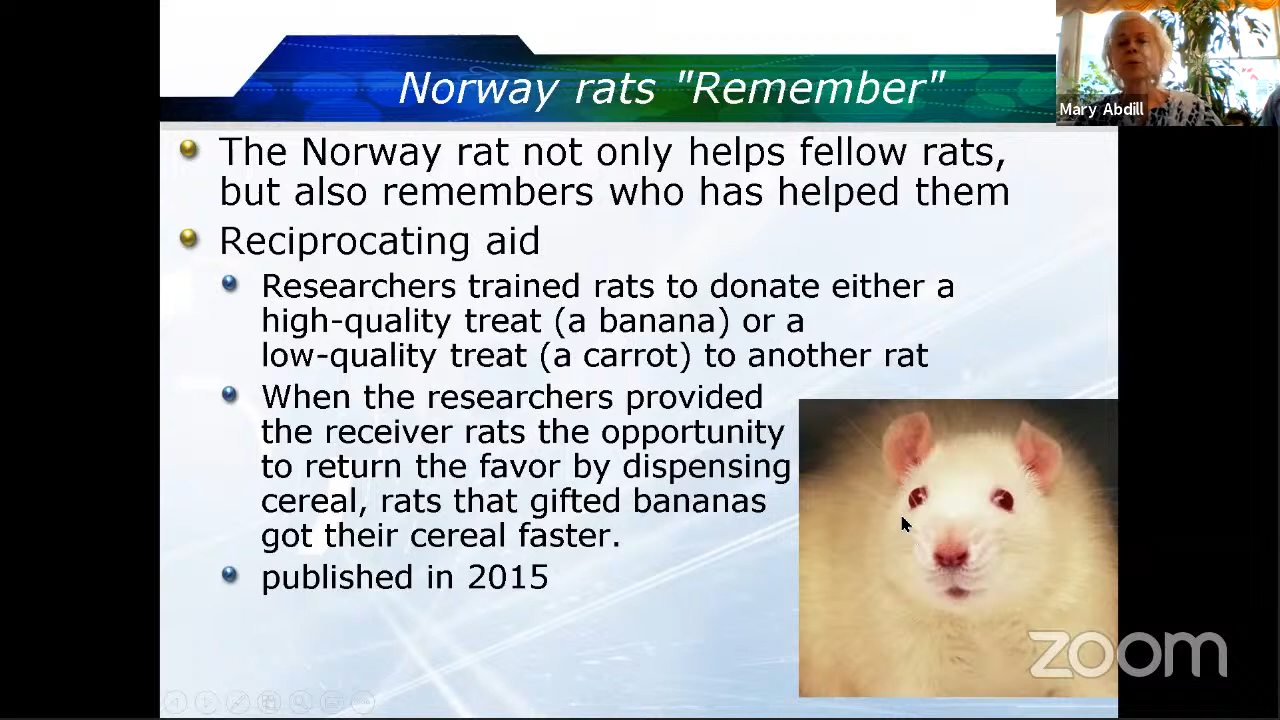 Norway rats "Remember"
Mary Abdill
The Norway rat not only helps fellow rats,
but also remembers who has helped them
Reciprocating aid
Researchers trained rats to donate either a
high-quality treat (a banana) or a
low-quality treat (a carrot) to another rat
When the researchers provided
the receiver rats the opportunity
to return the favor by dispensing
cereal, rats that gifted bananas
got their cereal faster.
published in 2015
zoom